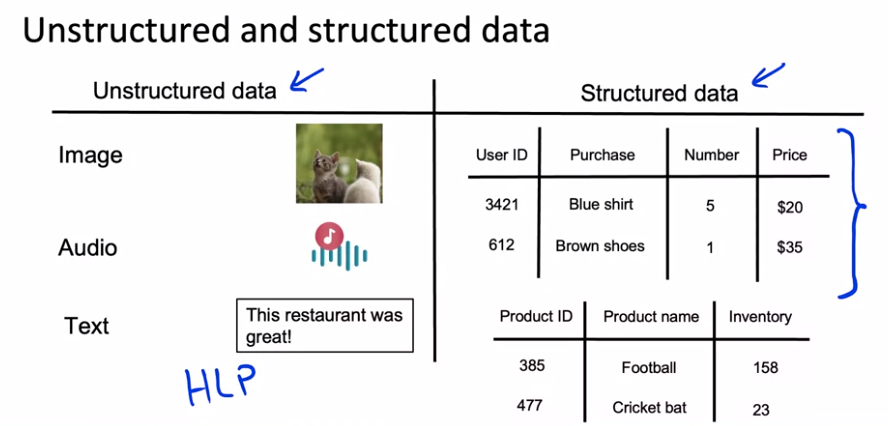 Unstructured and structured data
Unstructured data
Image
Audio
Text
This restaurant was
great!
HLP
Structured data
User ID Purchase Number Price
3421 Blue shirt 5 $20
612 Brown shoes 1 $35
Product ID Product name Inventory
385 Football 158
477 Cricket bat 23